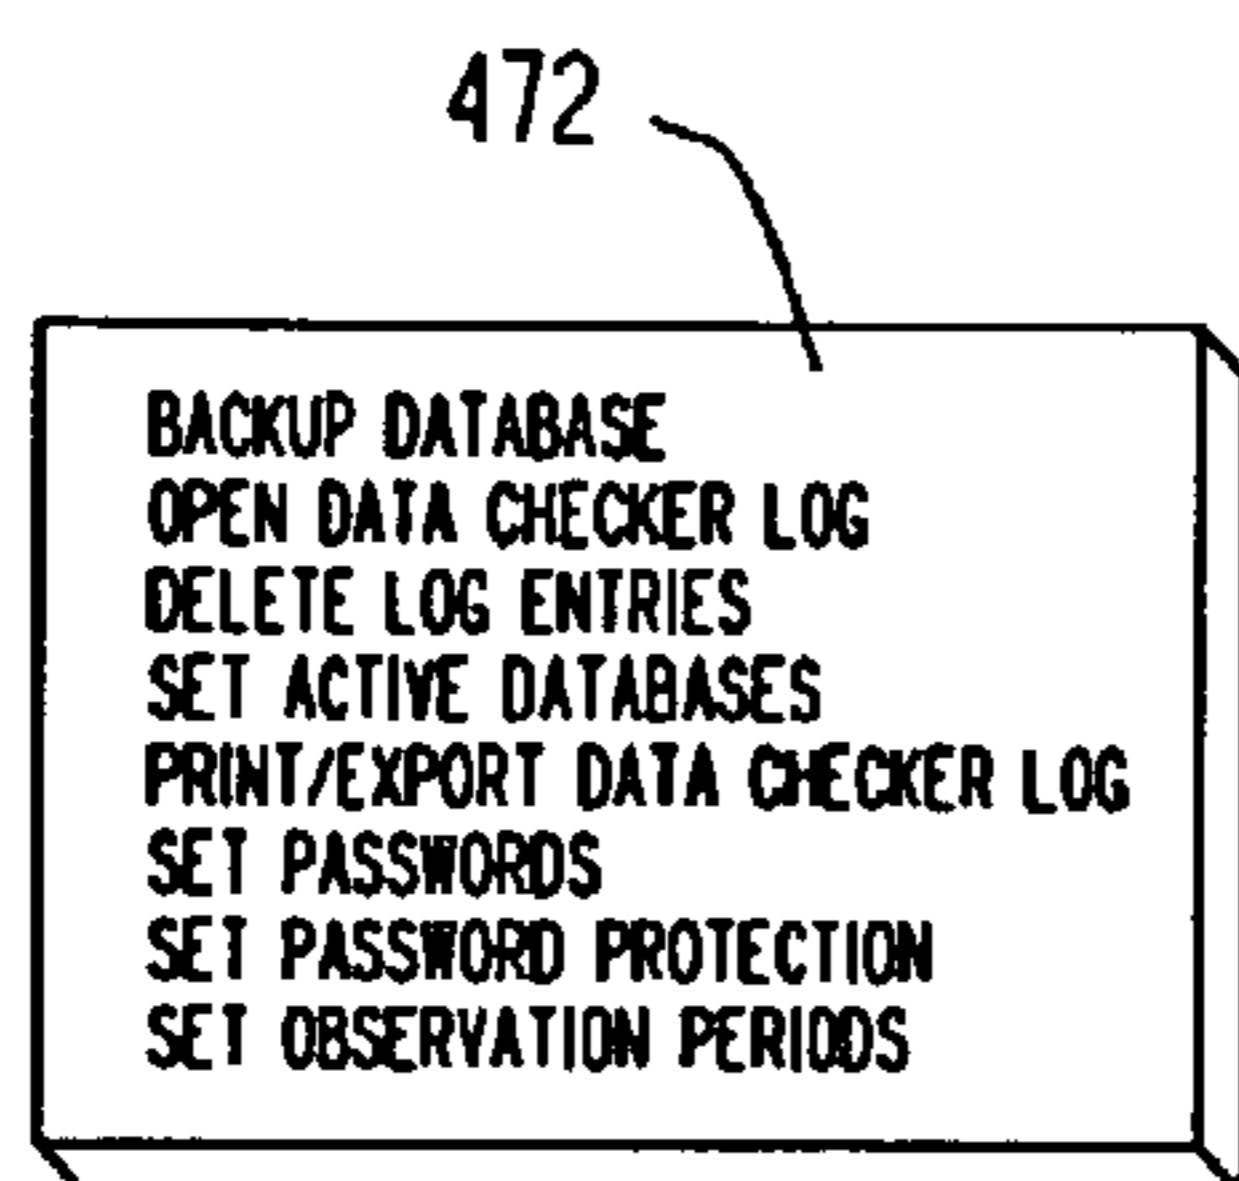 472
BACKUP DATABASE
OPEN DATA CHECKER LOG
DELETE LOG ENTRIES
SET ACTIVE DATABASES
PRINT/EXPORT DATA CHECKER LOG
SET PASSWORDS
SET PASSWORD PROTECTION
SET OBSERVATION PERIODS